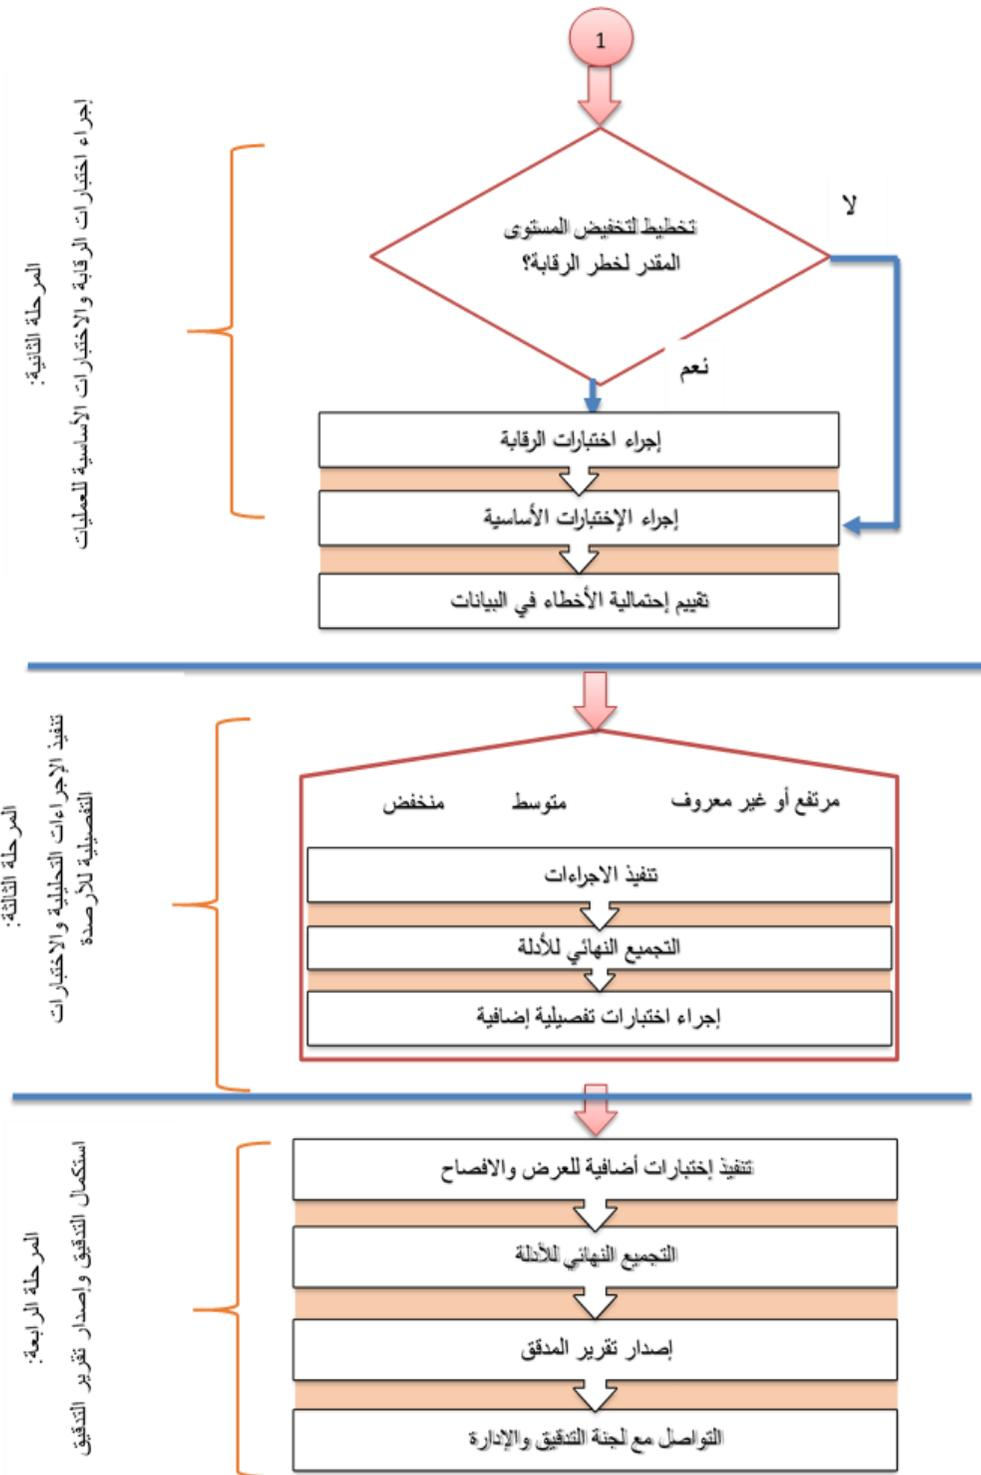 1
إجراء اختبارات الرقابة والاختبارات الأساسية للعمليات
المرحلة الثانية:
تخطيط لتخفيض المستوى
المقدر لخطر الرقابة؟
لا
نعم
إجراء اختبارات الرقابة
إجراء الإختبارات الأساسية
تقييم إحتمالية الأخطاء في البيانات
المرحلة الثالثة:
تنفيذ الإجراءات التحليلية والاختبارات
التفصيلية للأرصدة
مرتفع أو غير معروف متوسط منخفض
تنفيذ الاجراءات
التجميع النهائي للأدلة
إجراء اختبارات تفصيلية إضافية
المرحلة الرابعة:
استكمال التدقيق وإصدار تقرير التدقيق
تنفيذ إختبارات أضافية للعرض والافصاح
التجميع النهائي للأدلة
إصدار تقرير المدقق
التواصل مع لجنة التدقيق والإدارة